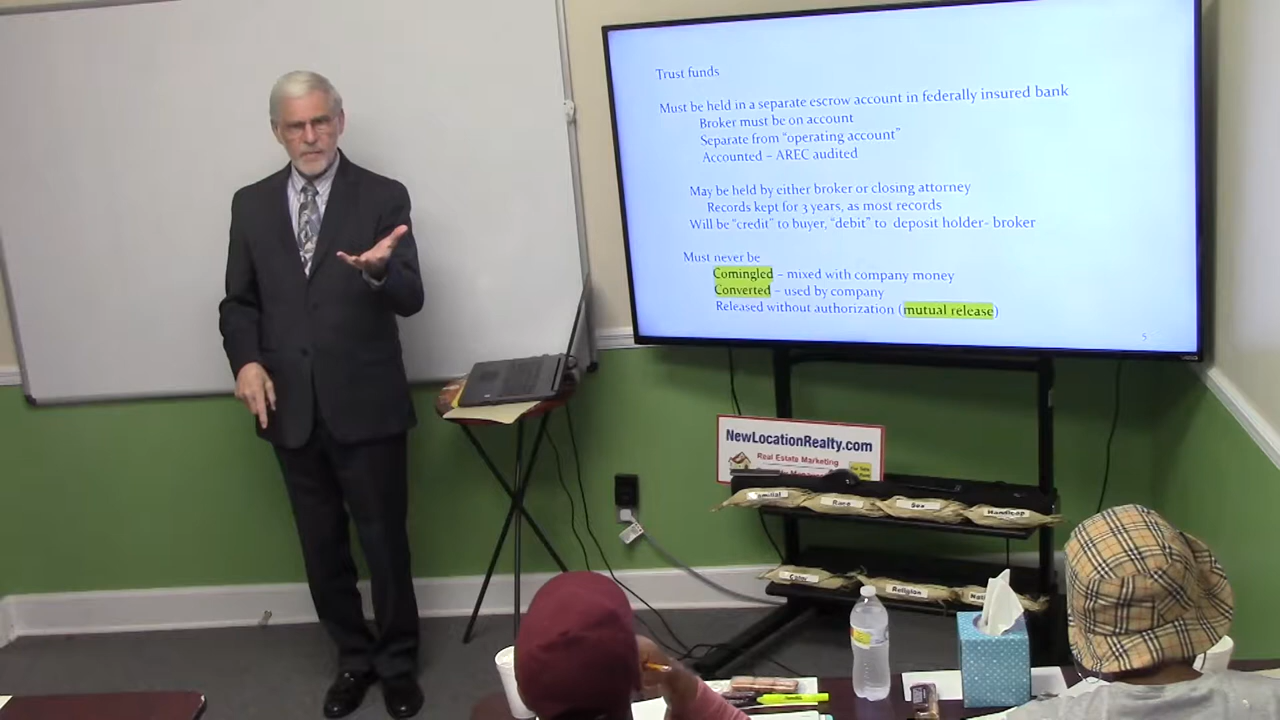 Trust funds
Must be held in a separate escrow account in federally insured bank
Broker must be on account
Separate from "operating account"
Accounted – AREC audited
May be held by either broker or closing attorney
Records kept for 3 years, as most records
Will be "credit" to buyer, "debit" to deposit holder- broker
Must never be
Comingled – mixed with company money
Converted – used by company
Released without authorization (mutual release)
5
NewLocationRealty.com
Real Estate Marketing
Familial
Race
Sex
Handicap
Color
Religion